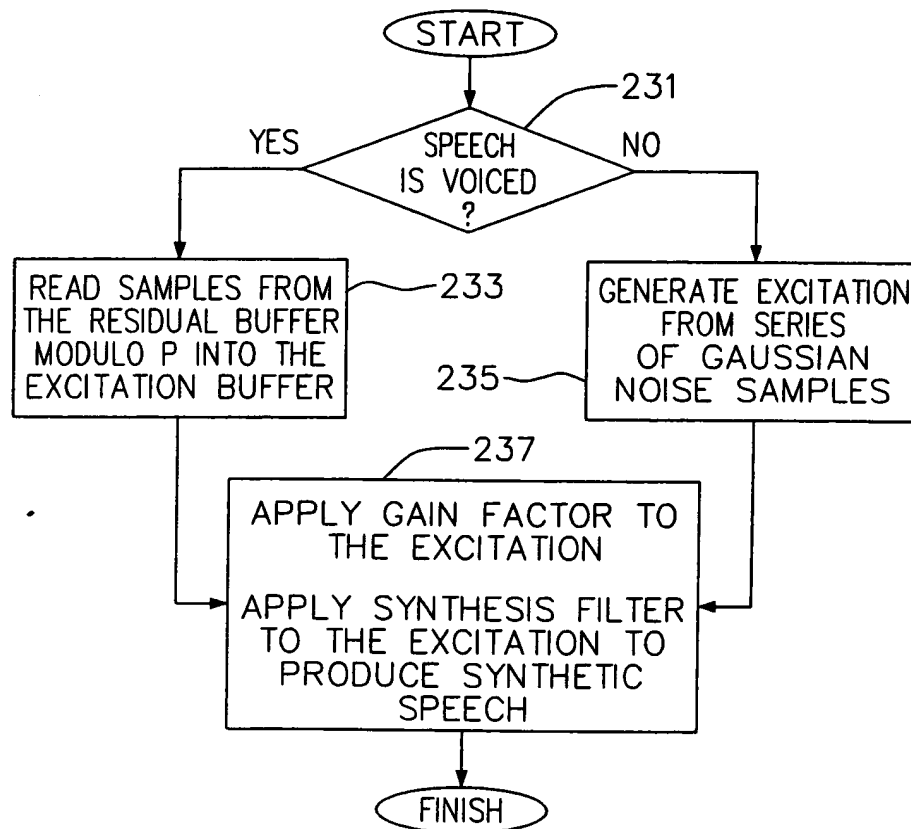 START
231
YES
SPEECH
IS VOICED
?
NO
READ SAMPLES FROM
THE RESIDUAL BUFFER
MODULO P INTO THE
EXCITATION BUFFER
233
GENERATE EXCITATION
FROM SERIES
OF GAUSSIAN
NOISE SAMPLES
235
237
APPLY GAIN FACTOR TO
THE EXCITATION
APPLY SYNTHESIS FILTER
TO THE EXCITATION TO
PRODUCE SYNTHETIC
SPEECH
FINISH